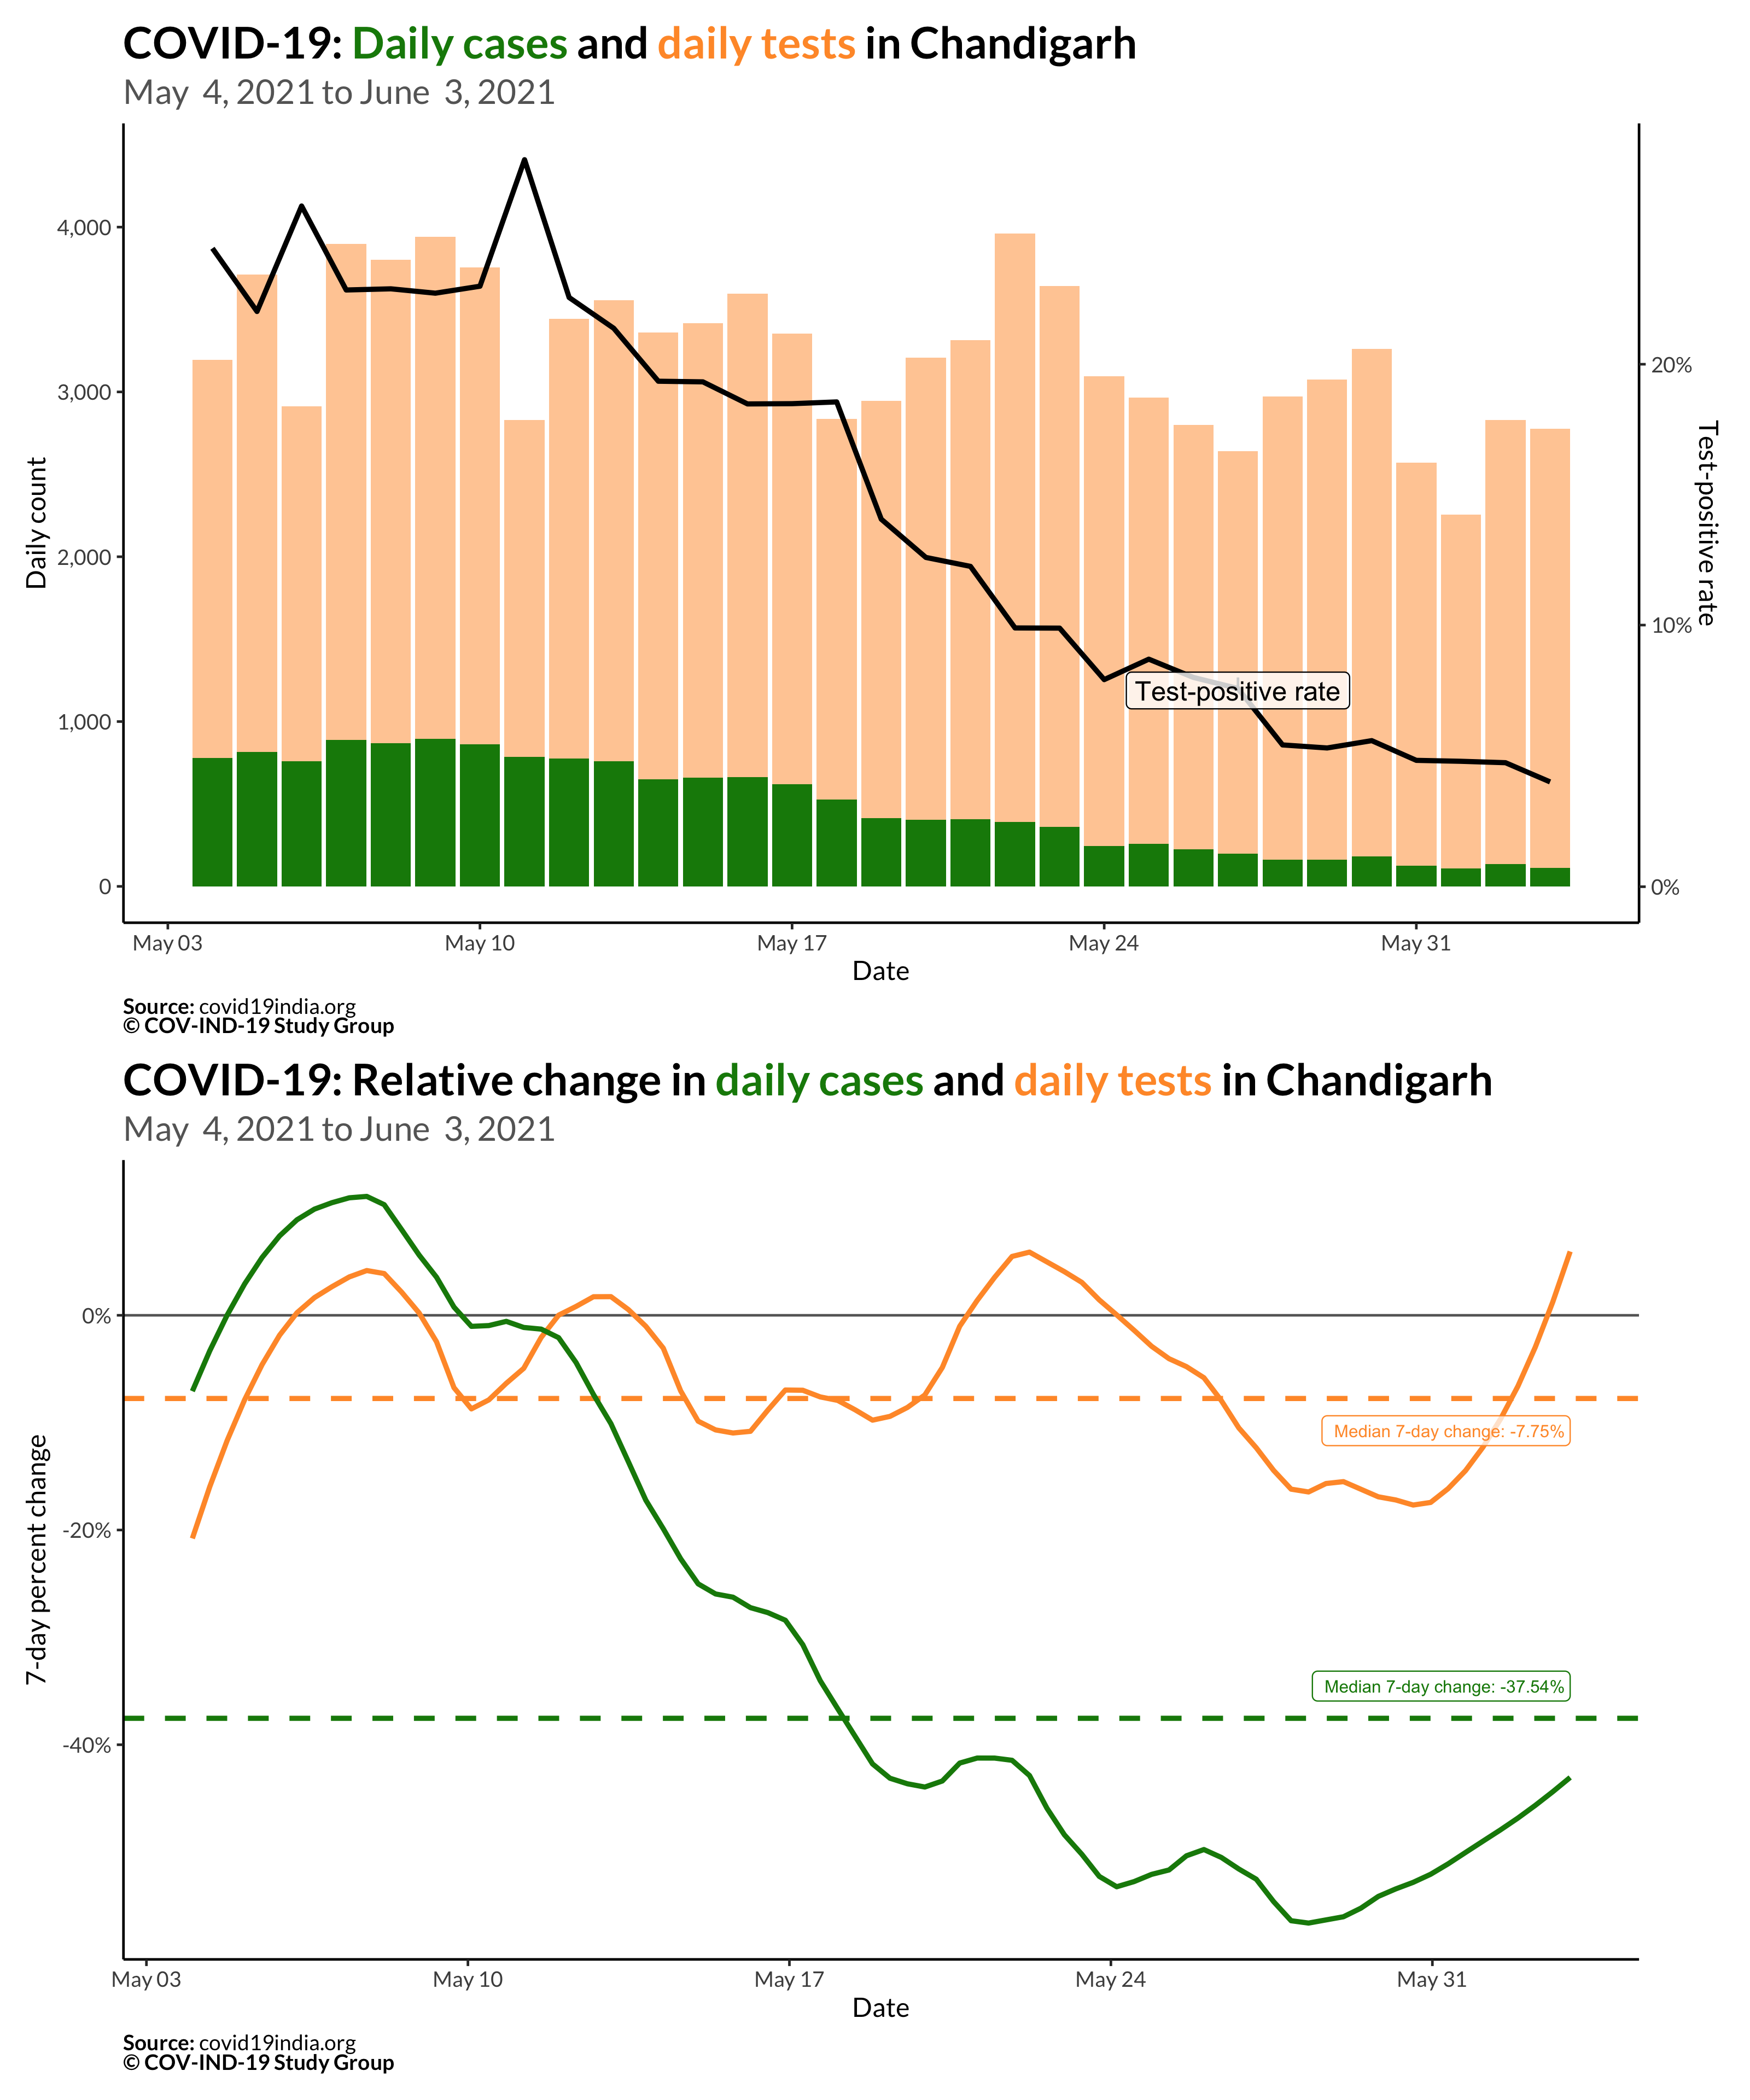 COVID-19: Daily cases and daily tests in Chandigarh
May 4, 2021 to June 3, 2021
4,000
3,000
2,000
1,000
0
Daily count
20%
10%
0%
Test-positive rate
Test-positive rate
May 03
May 10
May 17
May 24
May 31
Date
Source: covid19india.org
© COV-IND-19 Study Group
COVID-19: Relative change in daily cases and daily tests in Chandigarh
May 4, 2021 to June 3, 2021
0%
-20%
-40%
7-day percent change
Median 7-day change: -7.75%
Median 7-day change: -37.54%
May 03
May 10
May 17
May 24
May 31
Date
Source: covid19india.org
© COV-IND-19 Study Group